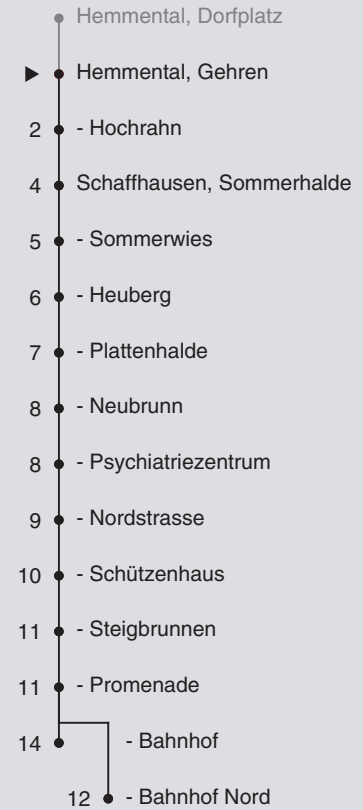 Hemmental, Dorfplatz
Hemmental, Gehren
2 - Hochrahn
4 Schaffhausen, Sommerhalde
5 - Sommerwies
6 - Heuberg
7 - Plattenhalde
8 - Neubrunn
8 - Psychiatriezentrum
9 - Nordstrasse
10 - Schützenhaus
11 - Steigbrunnen
11 - Promenade
14 - Bahnhof
12 - Bahnhof Nord